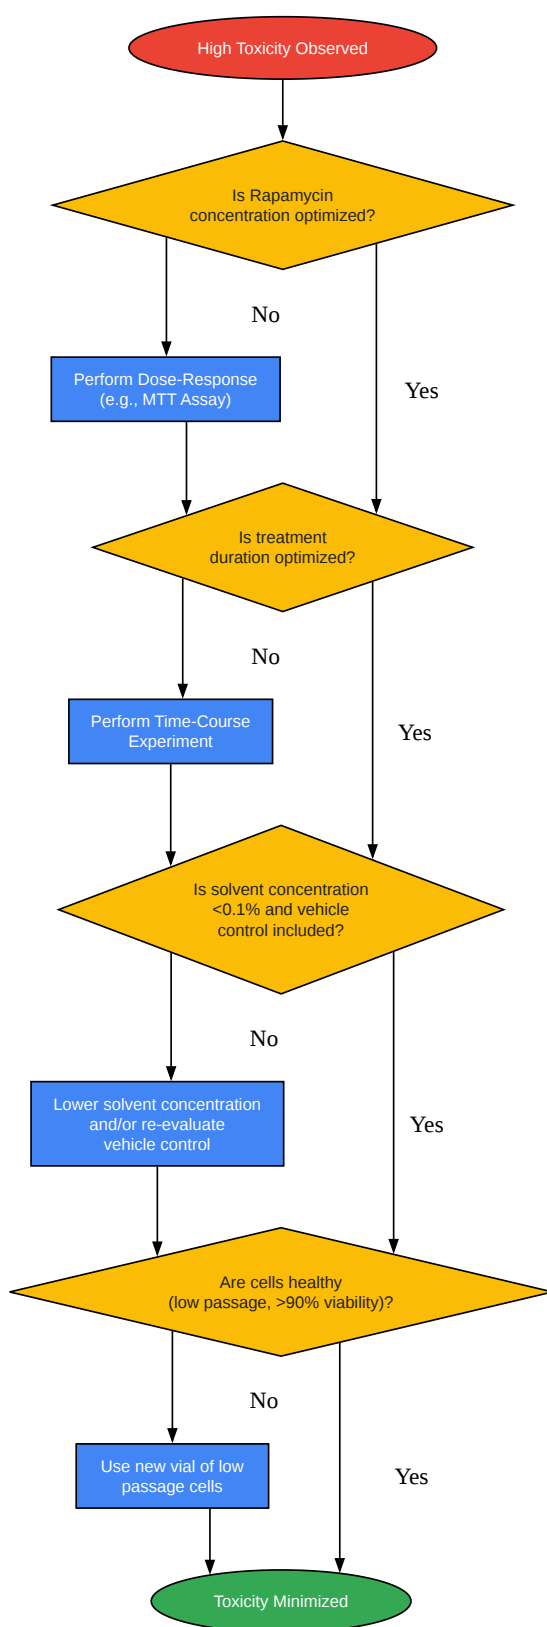 High Toxicity Observed
Is Rapamycin
concentration optimized?
No
Perform Dose-Response
(e.g., MTT Assay)
Yes
Is treatment
duration optimized?
No
Perform Time-Course
Experiment
Yes
Is solvent concentration
<0.1% and vehicle
control included?
No
Lower solvent concentration
and/or re-evaluate
vehicle control
Yes
Are cells healthy
(low passage, >90% viability)?
No
Use new vial of low
passage cells
Yes
Toxicity Minimized